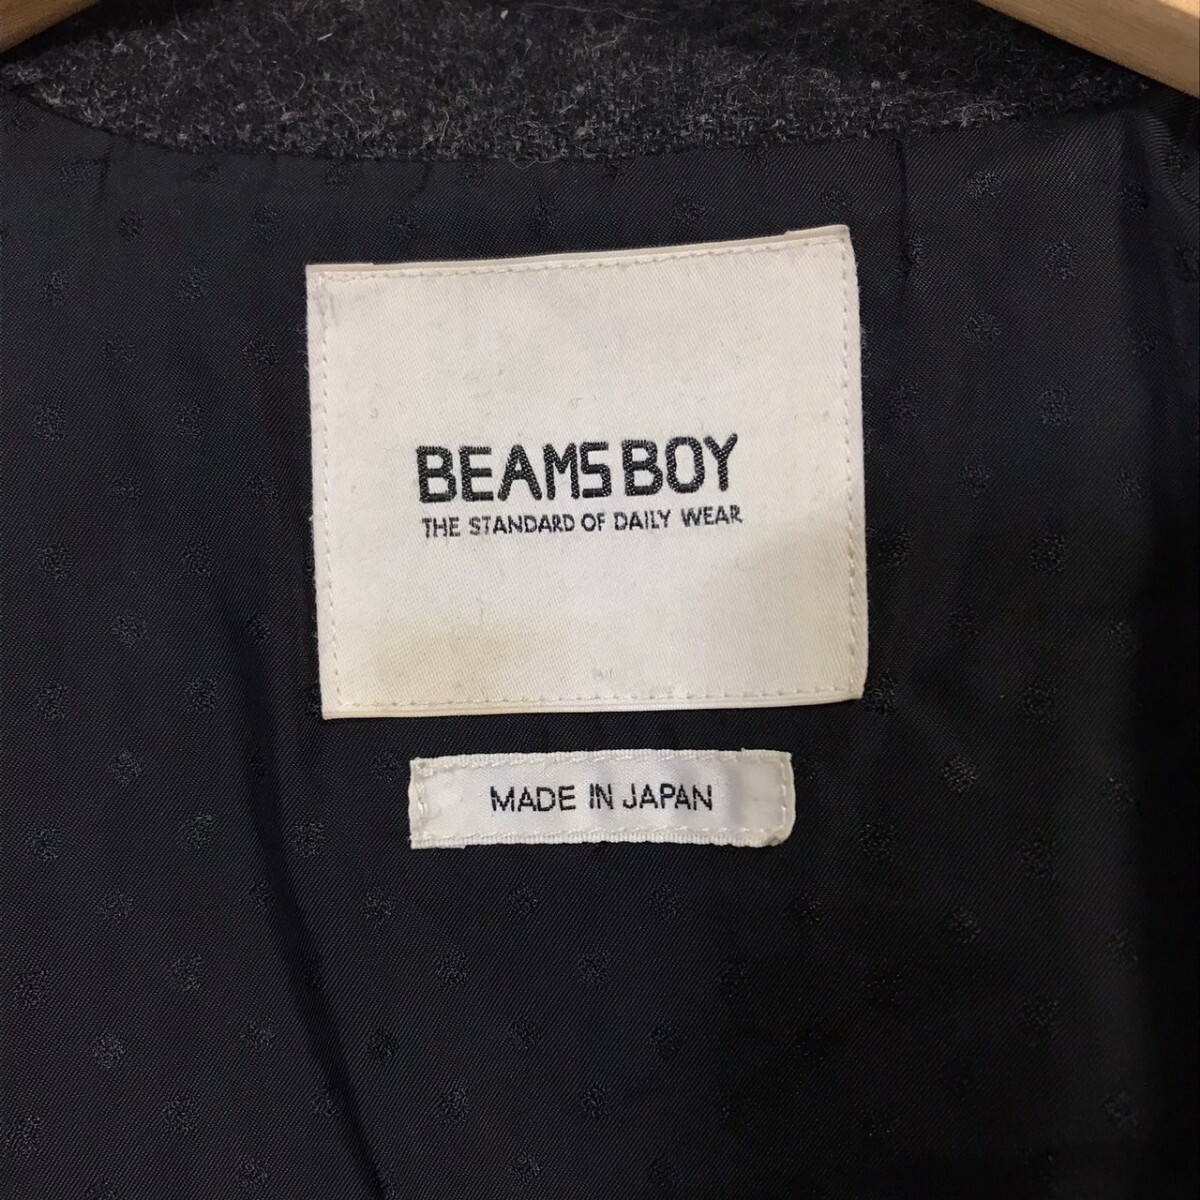 BEAMS BOY
THE STANDARD OF DAILY WEAR
MADE IN JAPAN